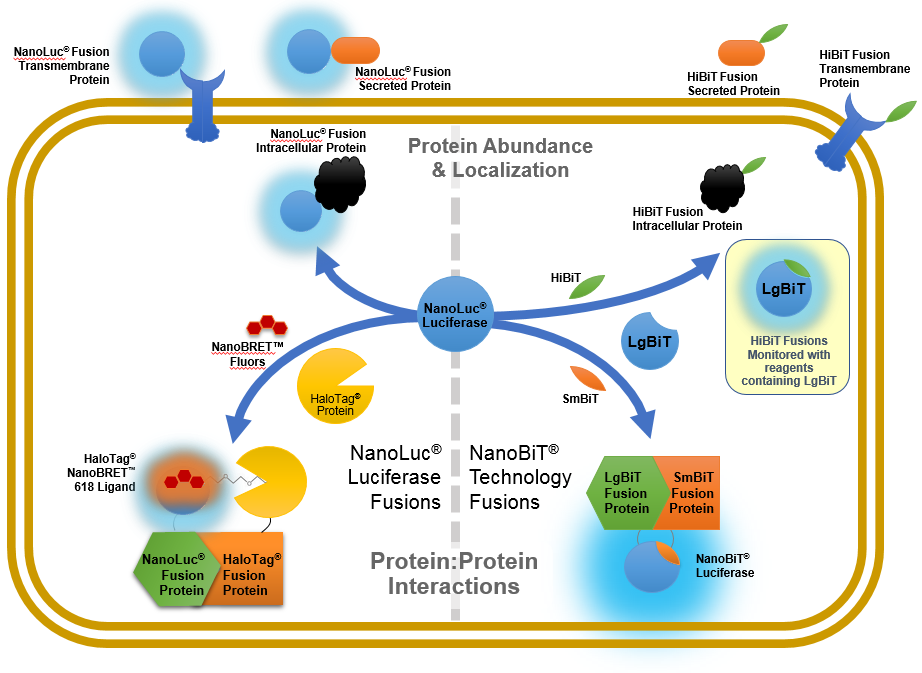 NanoLuc® Fusion
Transmembrane
Protein
NanoLuc® Fusion
Secreted Protein
HiBiT Fusion
Secreted Protein
HiBiT Fusion
Transmembrane
Protein
NanoLuc® Fusion
Intracellular Protein
Protein Abundance
& Localization
HiBiT Fusion
Intracellular Protein
HiBiT
LgBiT
HiBiT Fusions
Monitored with
reagents
containing LgBiT
NanoLuc®
Luciferase
NanoBRET™
Fluors
HaloTag®
Protein
LgBiT
SmBiT
HaloTag®
NanoBRET™
618 Ligand
NanoLuc®
Luciferase
Fusions
NanoBiT®
Technology
Fusions
LgBiT
Fusion
Protein
SmBiT
Fusion
Protein
NanoLuc®
Fusion
Protein
HaloTag®
Fusion
Protein
Protein:Protein
Interactions
NanoBiT®
Luciferase